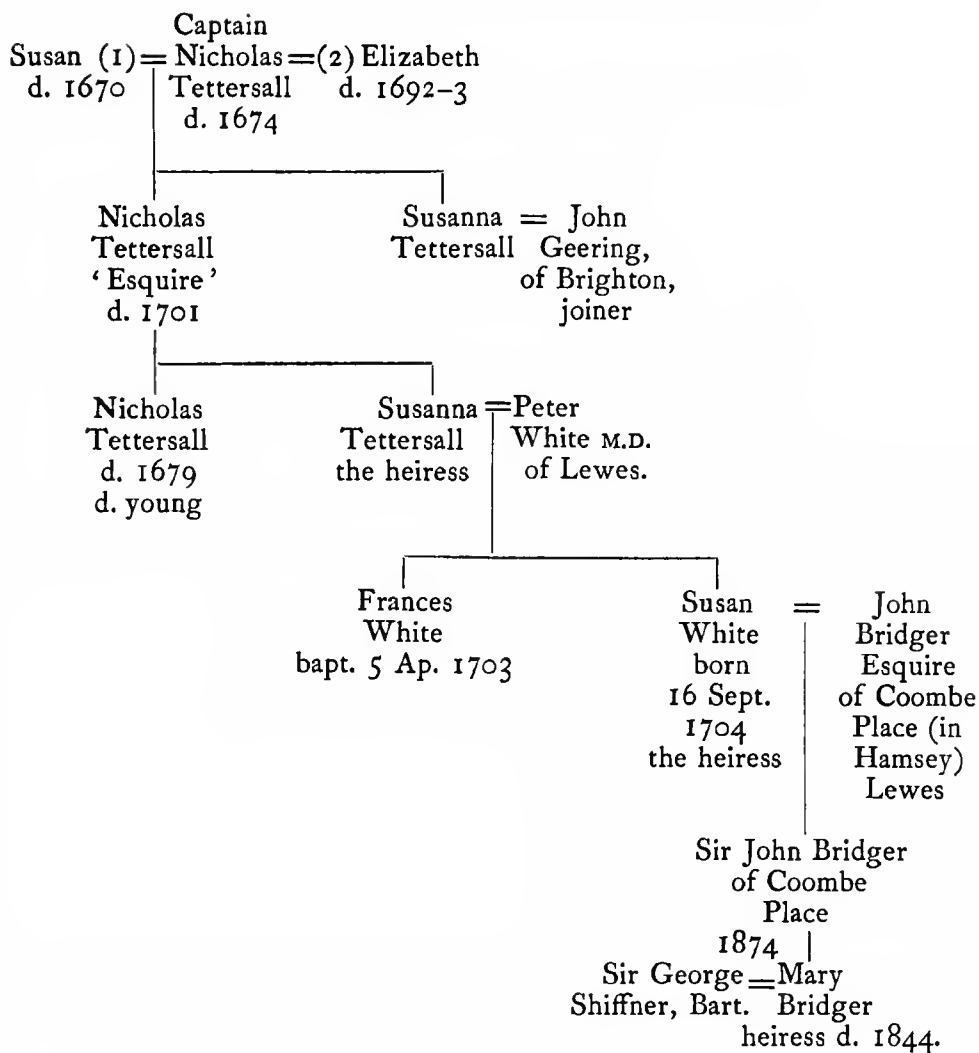 Captain
Susan (1) = Nicholas = (2) Elizabeth
d. 1670 Tettersall d. 1692–3
d. 1674
Nicholas
Tettersall
‘Esquire’
d. 1701
Susanna = John
Tettersall Geering,
of Brighton,
joiner
Nicholas
Tettersall
d. 1679
d. young
Susanna = Peter
Tettersall White M.D.
the heiress of Lewes.
Frances
White
bapt. 5 Ap. 1703
Susan = John
White Bridger
born Esquire
16 Sept. of Coombe
1704 Place (in
the heiress Hamsey)
Lewes
Sir John Bridger
of Coombe
Place
1874
Sir George = Mary
Shiffner, Bart. Bridger
heiress d. 1844.